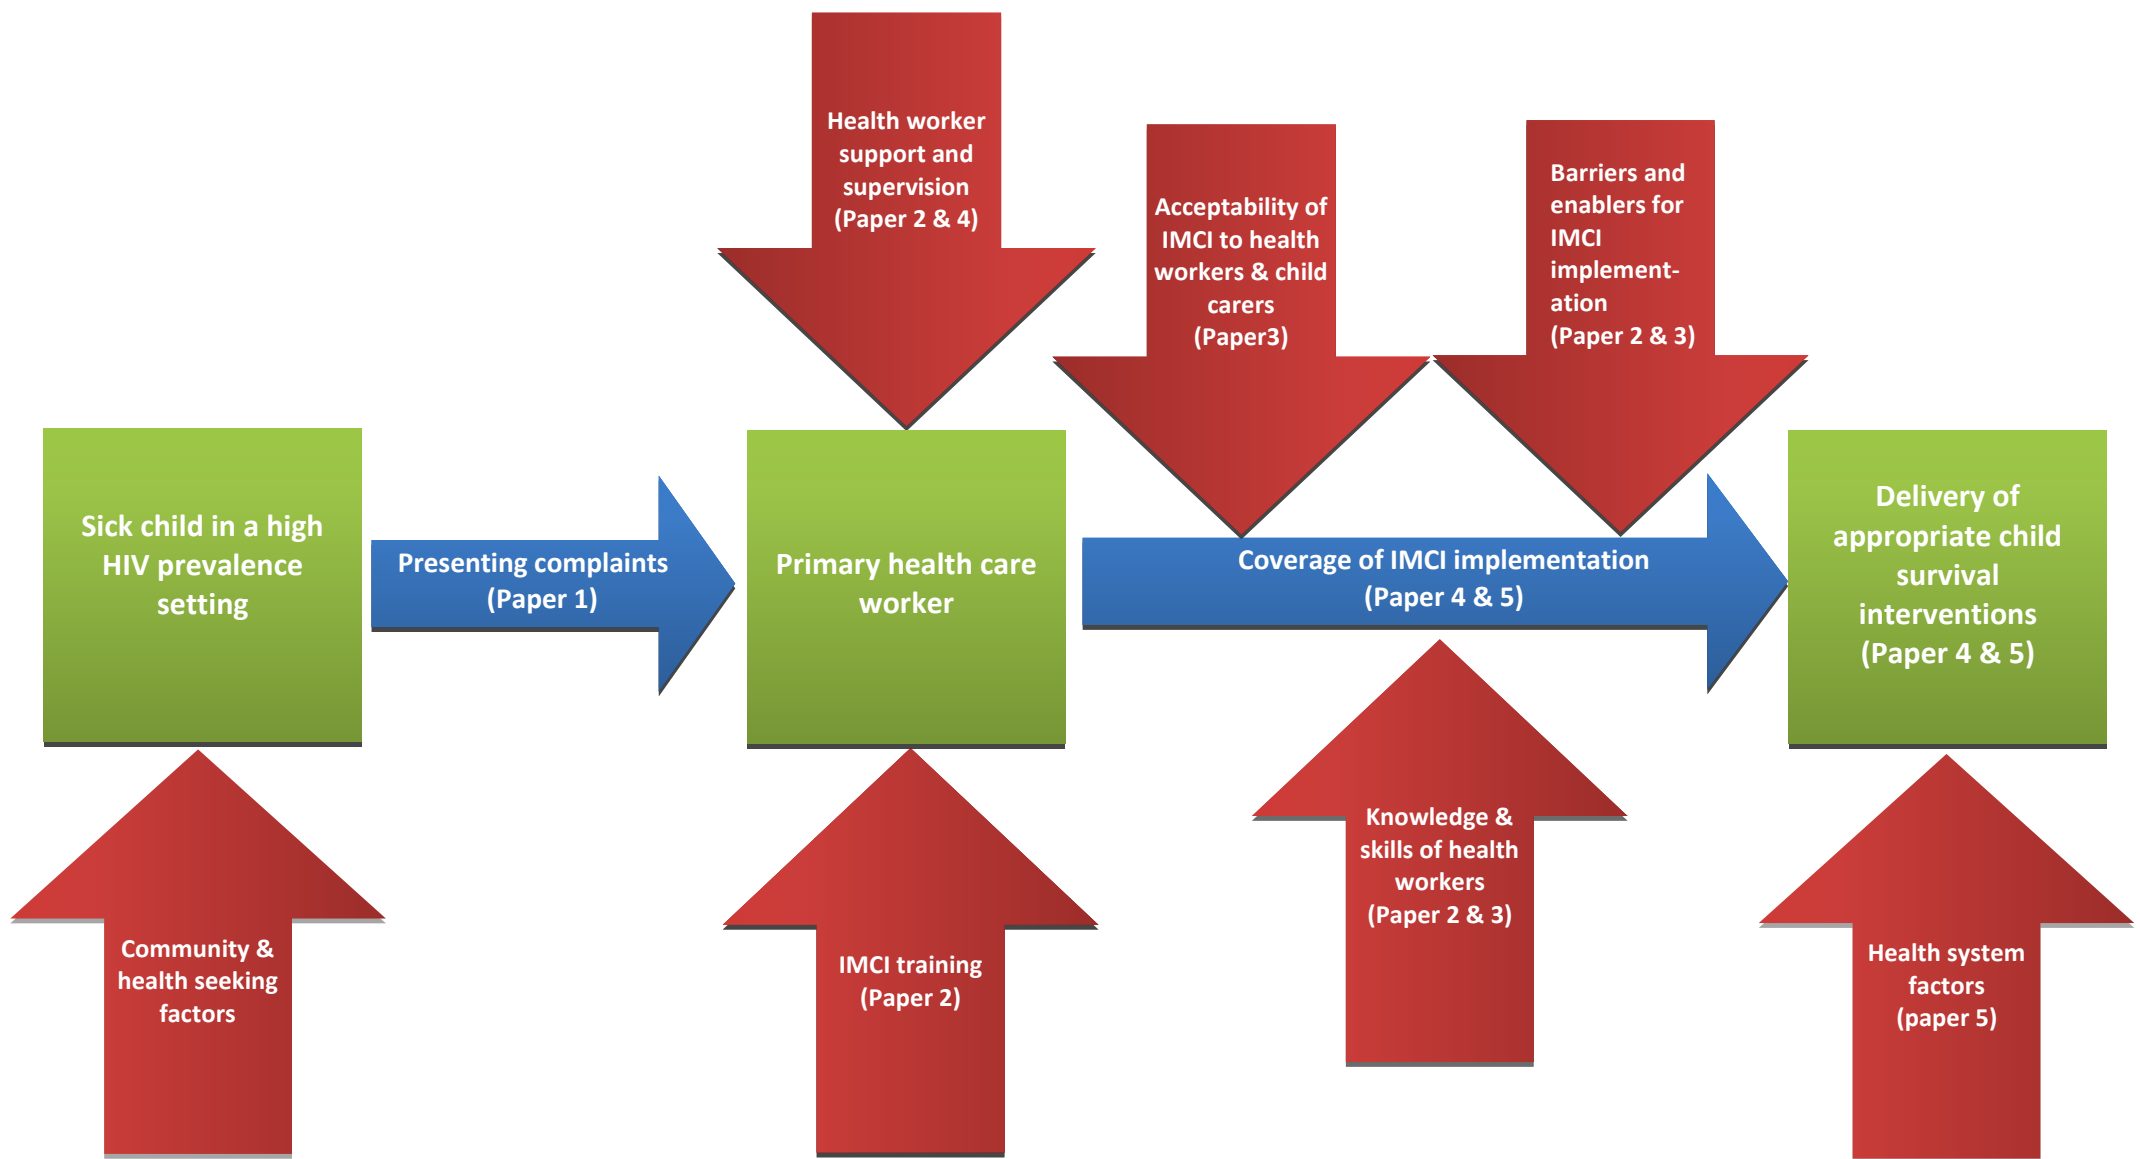 Health worker
support and
supervision
(Paper 2 & 4)
Acceptability of
IMCI to health
workers & child
carers
(Paper3)
Barriers and
enablers for
IMCI
implement-
ation
(Paper 2 & 3)
Sick child in a high
HIV prevalence
setting
Presenting complaints
(Paper 1)
Primary health care
worker
Coverage of IMCI implementation
(Paper 4 & 5)
Delivery of
appropriate child
survival
interventions
(Paper 4 & 5)
Community &
health seeking
factors
IMCI training
(Paper 2)
Knowledge &
skills of health
workers
(Paper 2 & 3)
Health system
factors
(paper 5)